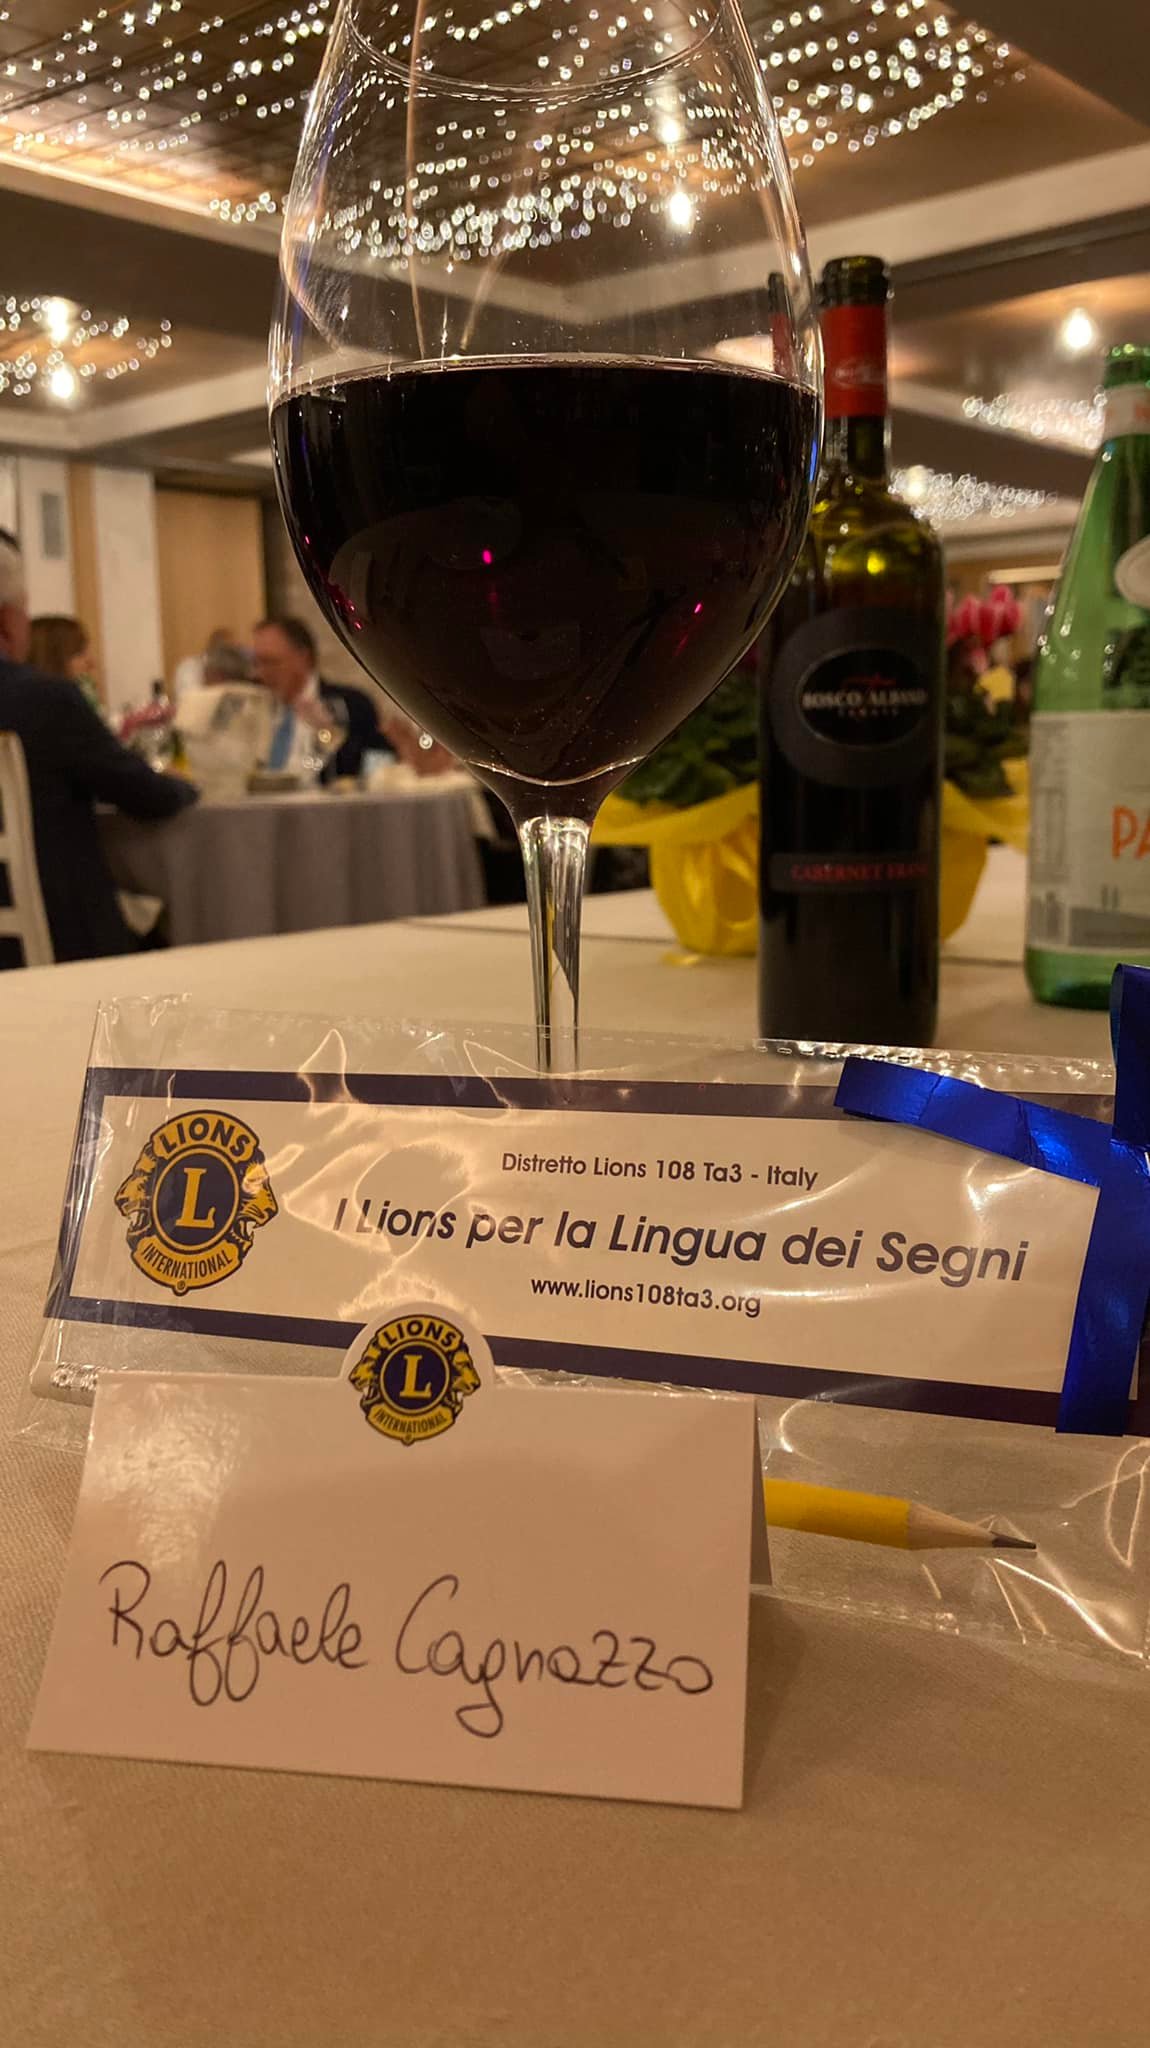 BOSCO ALBANO
CABERNET FRANC
PA
LIONS
L
INTERNATIONAL
®
Distretto Lions 108 Ta3 - Italy
I Lions per la Lingua dei Segni
www.lions108ta3.org
LIONS
L
INTERNATIONAL
®
Raffaele Cagnazzo